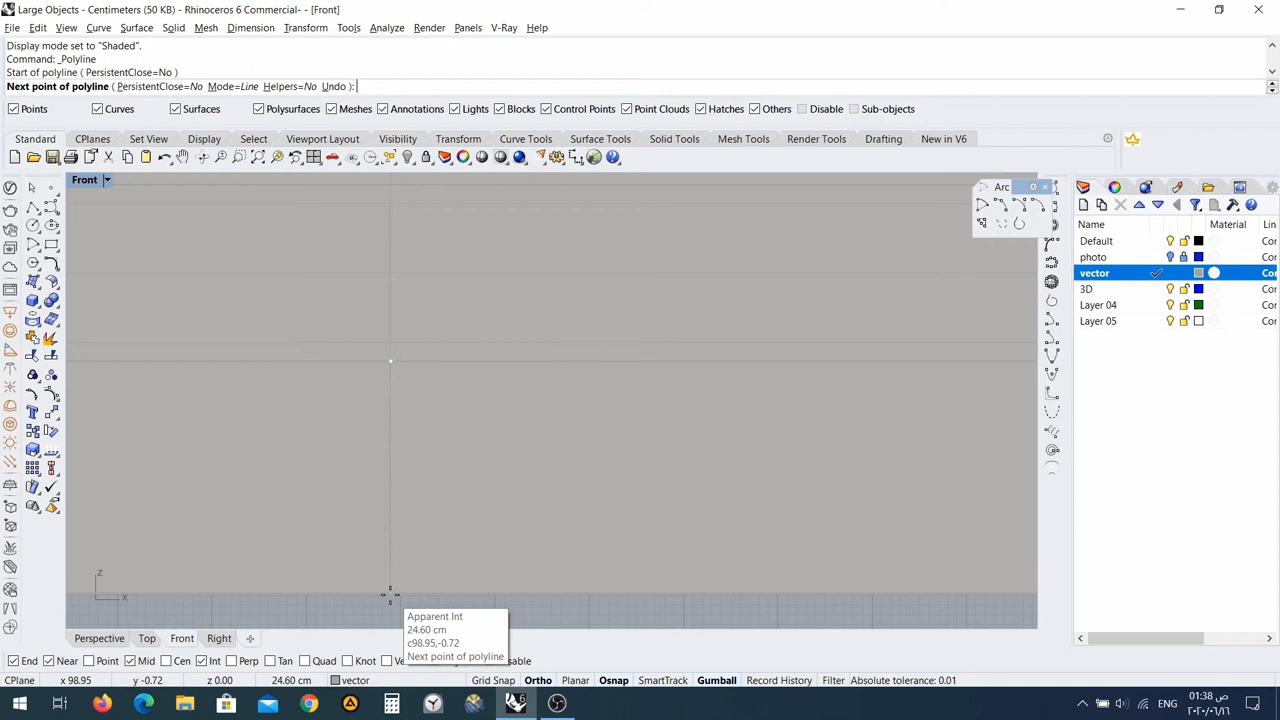 Large Objects - Centimeters (50 KB) - Rhinoceros 6 Commercial- - [Front]
File Edit View Curve Surface Solid Mesh Dimension Transform Tools Analyze Render Panels V-Ray Help
Display mode set to "Shaded".
Command: _Polyline
Start of polyline ( PersistentClose=No )
Next point of polyline ( PersistentClose=No Mode=Line Helpers=No Undo ):
Points Curves Surfaces Polysurfaces Meshes Annotations Lights Blocks Control Points Point Clouds Hatches Others Disable Sub-objects
Standard CPlanes Set View Display Select Viewport Layout Visibility Transform Curve Tools Surface Tools Solid Tools Mesh Tools Render Tools Drafting New in V6
Front
Arc
Name Material
Default
photo
vector
3D
Layer 04
Layer 05
Z
X
Apparent Int
24.60 cm
c98.95,-0.72
Next point of polyline
Perspective Top Front Right
End Near Point Mid Cen Int Perp Tan Quad Knot
CPlane x 98.95 y -0.72 z 0.00 24.60 cm vector Grid Snap Ortho Planar Osnap SmartTrack Gumball Record History Filter Absolute tolerance: 0.01
ENG 01:38 ص